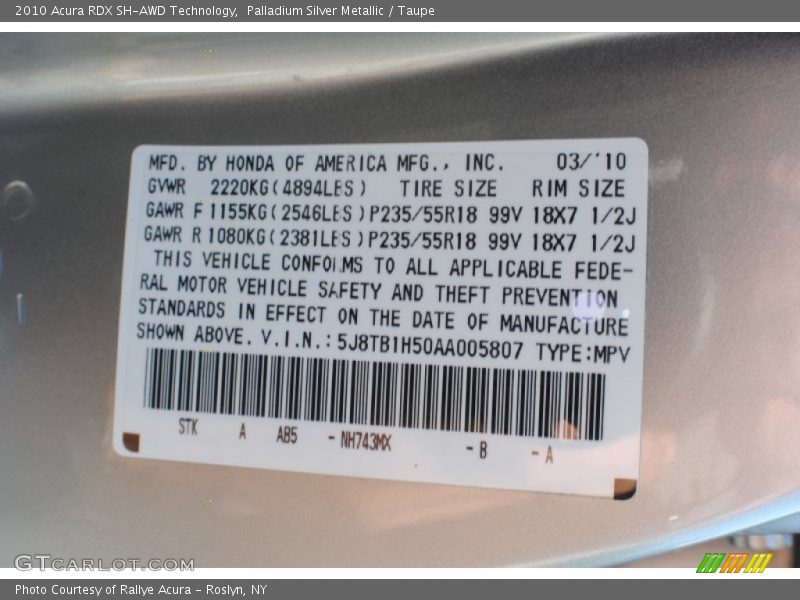 2010 Acura RDX SH-AWD Technology,  Palladium Silver Metallic / Taupe
MFD. BY HONDA OF AMERICA MFG., INC. 03/'10
GVWR 2220KG(4894LBS) TIRE SIZE RIM SIZE
GAWR F 1155KG(2546LBS)P235/55R18 99V 18X7 1/2J
GAWR R 1080KG(2381LBS)P235/55R18 99V 18X7 1/2J
THIS VEHICLE CONFORMS TO ALL APPLICABLE FEDE-
RAL MOTOR VEHICLE SAFETY AND THEFT PREVENTION
STANDARDS IN EFFECT ON THE DATE OF MANUFACTURE
SHOWN ABOVE. V.I.N.:5J8TB1H50AA005807 TYPE:MPV
STK A AB5 -NH743MX -B -A
GTCARLOT.COM
Photo Courtesy of Rallye Acura - Roslyn, NY